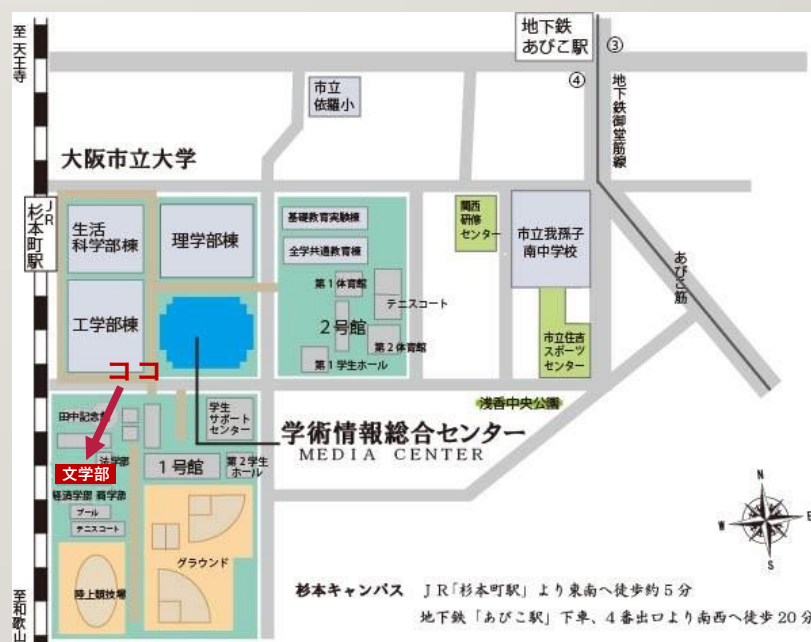 至天王寺
地下鉄
あびこ駅
③
④
地下鉄御堂筋線
市立
依羅小
大阪市立大学
JR
杉本町駅
生活
科学部棟
理学部棟
基礎教育実験棟
全学共通教育棟
関西
研修
センター
市立我孫子
南中学校
あびこ筋
第1体育館
テニスコート
工学部棟
2号館
第2体育館
第1学生ホール
市立住吉
スポーツ
センター
ココ
浅香中央公園
田中記念館
学生
サポート
センター
学術情報総合センター
MEDIA CENTER
法学部
文学部
1号館
第2学生
ホール
経済学部 商学部
プール
テニスコート
グラウンド
陸上競技場
N
W
E
S
杉本キャンパス JR「杉本町駅」より東南へ徒歩約5分
地下鉄「あびこ駅」下車、4番出口より南西へ徒歩20分
至和歌山